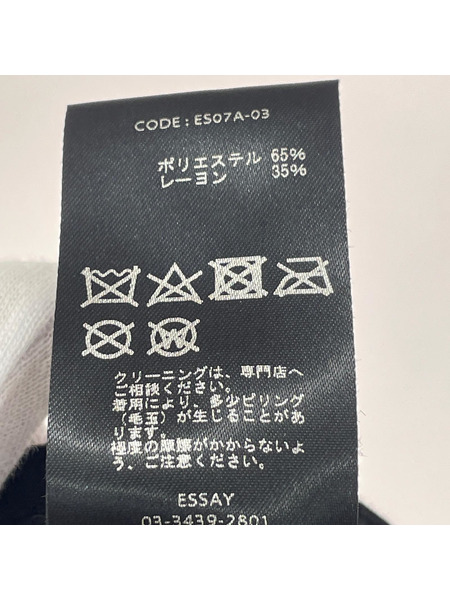 CODE : ES07A-03
ポリエステル 65%
レーヨン 35%
クリーニングは、専門店へ
ご相談ください。
着用により、多少ピリング
（毛玉）が生じることがあ
ります。
極度の摩擦がかからないよ
う、ご注意ください。
ESSAY
03-3439-2801